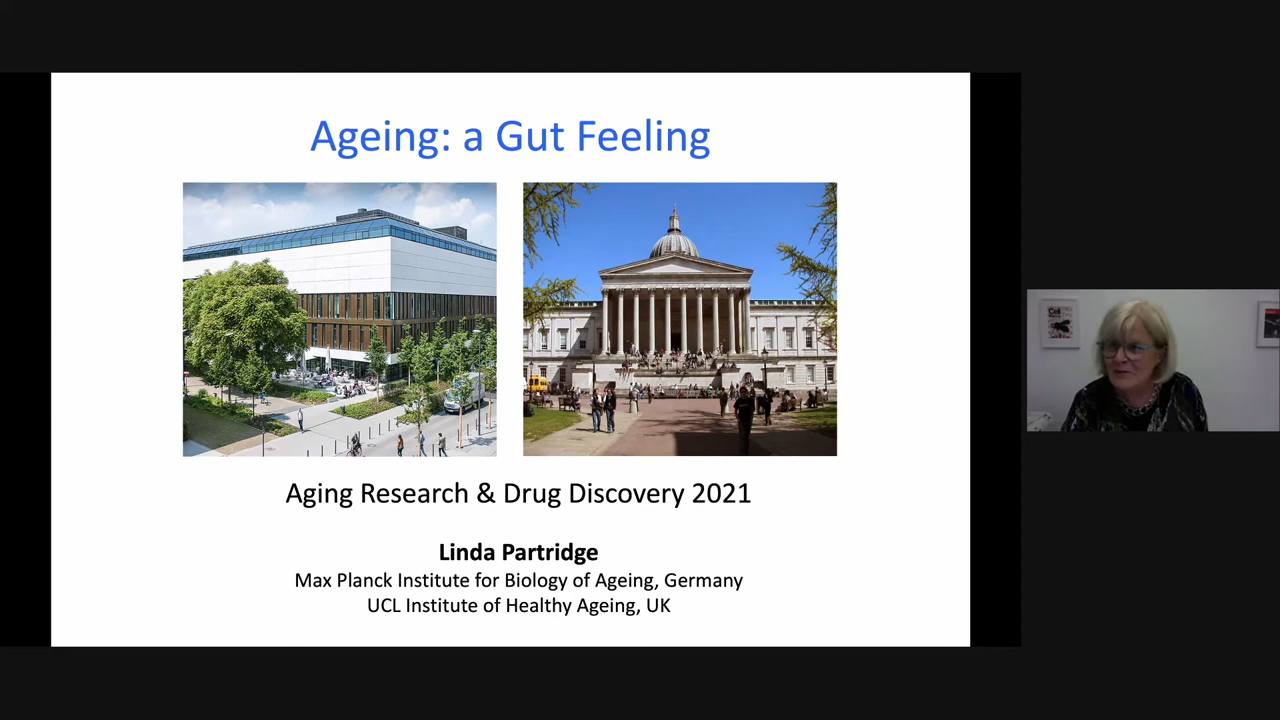 Ageing: a Gut Feeling
Aging Research & Drug Discovery 2021
Linda Partridge
Max Planck Institute for Biology of Ageing, Germany
UCL Institute of Healthy Ageing, UK
Cell